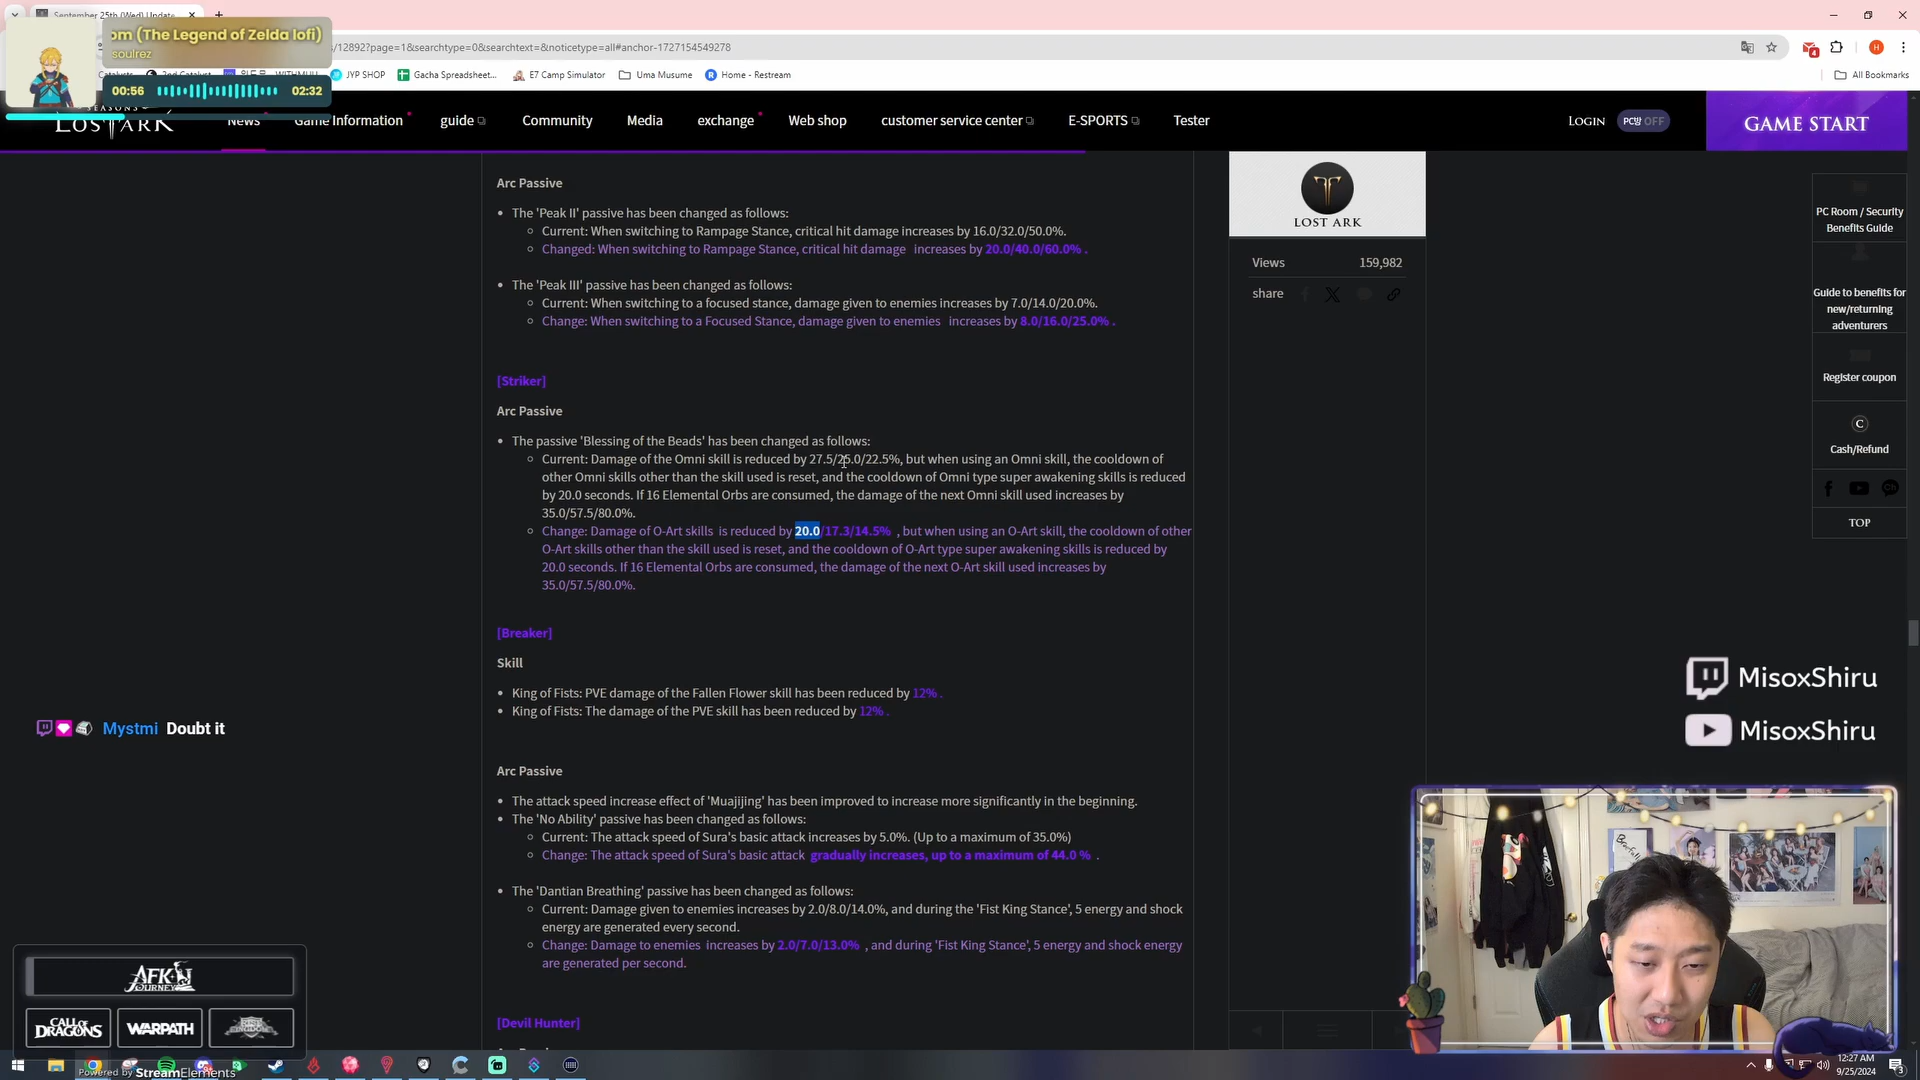 September 25th (Wed) Updat
om (The Legend of Zelda lofi)
soulrez
00:56
02:32
/12892?page=1&searchtype=0&searchtext=&noticetype=all#anchor-1727154549278
2nd Catalyst
WITHMUU
JYP SHOP
Gacha Spreadsheet...
E7 Camp Simulator
Uma Musume
Home - Restream
All Bookmarks
LOST ARK
News
Game Information
guide
Community
Media
exchange
Web shop
customer service center
E-SPORTS
Tester
LOGIN
PC방 OFF
GAME START
Arc Passive
The 'Peak II' passive has been changed as follows:
Current: When switching to Rampage Stance, critical hit damage increases by 16.0/32.0/50.0%.
Changed: When switching to Rampage Stance, critical hit damage increases by 20.0/40.0/60.0% .
The 'Peak III' passive has been changed as follows:
Current: When switching to a focused stance, damage given to enemies increases by 7.0/14.0/20.0%.
Change: When switching to a Focused Stance, damage given to enemies increases by 8.0/16.0/25.0% .
[Striker]
Arc Passive
The passive 'Blessing of the Beads' has been changed as follows:
Current: Damage of the Omni skill is reduced by 27.5/25.0/22.5%, but when using an Omni skill, the cooldown of
other Omni skills other than the skill used is reset, and the cooldown of Omni type super awakening skills is reduced
by 20.0 seconds. If 16 Elemental Orbs are consumed, the damage of the next Omni skill used increases by
35.0/57.5/80.0%.
Change: Damage of O-Art skills is reduced by 20.0/17.3/14.5% , but when using an O-Art skill, the cooldown of other
O-Art skills other than the skill used is reset, and the cooldown of O-Art type super awakening skills is reduced by
20.0 seconds. If 16 Elemental Orbs are consumed, the damage of the next O-Art skill used increases by
35.0/57.5/80.0%.
[Breaker]
Skill
King of Fists: PVE damage of the Fallen Flower skill has been reduced by 12% .
King of Fists: The damage of the PVE skill has been reduced by 12% .
Arc Passive
The attack speed increase effect of 'Muajijing' has been improved to increase more significantly in the beginning.
The 'No Ability' passive has been changed as follows:
Current: The attack speed of Sura's basic attack increases by 5.0%. (Up to a maximum of 35.0%)
Change: The attack speed of Sura's basic attack gradually increases, up to a maximum of 44.0 % .
The 'Dantian Breathing' passive has been changed as follows:
Current: Damage given to enemies increases by 2.0/8.0/14.0%, and during the 'Fist King Stance', 5 energy and shock
energy are generated every second.
Change: Damage to enemies increases by 2.0/7.0/13.0% , and during 'Fist King Stance', 5 energy and shock energy
are generated per second.
[Devil Hunter]
LOST ARK
Views 159,982
share
PC Room / Security
Benefits Guide
Guide to benefits for
new/returning
adventurers
Register coupon
Cash/Refund
TOP
Mystmi Doubt it
MisoxShiru
MisoxShiru
AFK JOURNEY
CALL OF DRAGONS
WARPATH
Powered by StreamElements
12:27 AM
9/25/2024